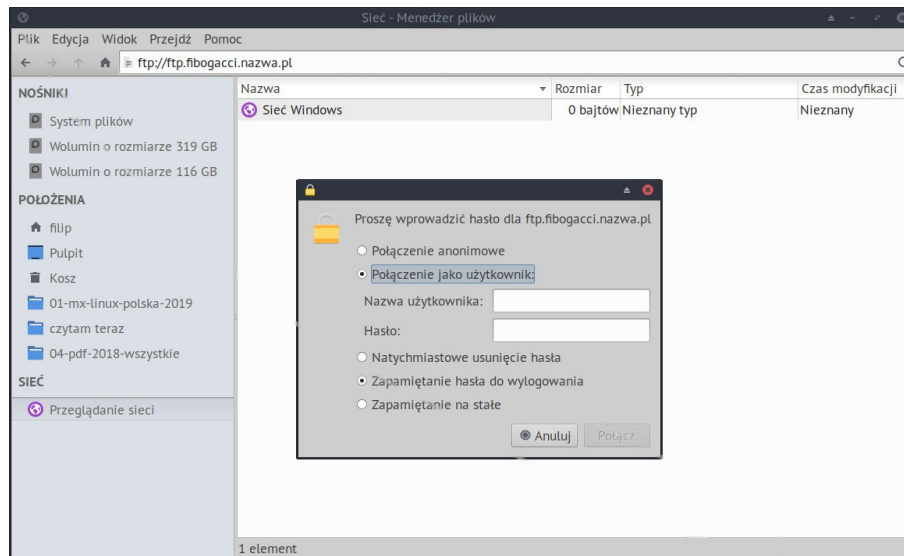 Sieć - Menedżer plików
Plik Edycja Widok Przejdź Pomoc
ftp://ftp.fibogacci.nazwa.pl
NOŚNIKI
System plików
Wolumin o rozmiarze 319 GB
Wolumin o rozmiarze 116 GB
POŁOŻENIA
filip
Pulpit
Kosz
01-mx-linux-polska-2019
czytam teraz
04-pdf-2018-wszystkie
SIEĆ
Przeglądanie sieci
Nazwa Rozmiar Typ Czas modyfikacji
Sieć Windows 0 bajtów Nieznany typ Nieznany
Proszę wprowadzić hasło dla ftp.fibogacci.nazwa.pl
Połączenie anonimowe
Połączenie jako użytkownik:
Nazwa użytkownika:
Hasło:
Natychmiastowe usunięcie hasła
Zapamiętanie hasła do wylogowania
Zapamiętanie na stałe
Anuluj Połącz
1 element